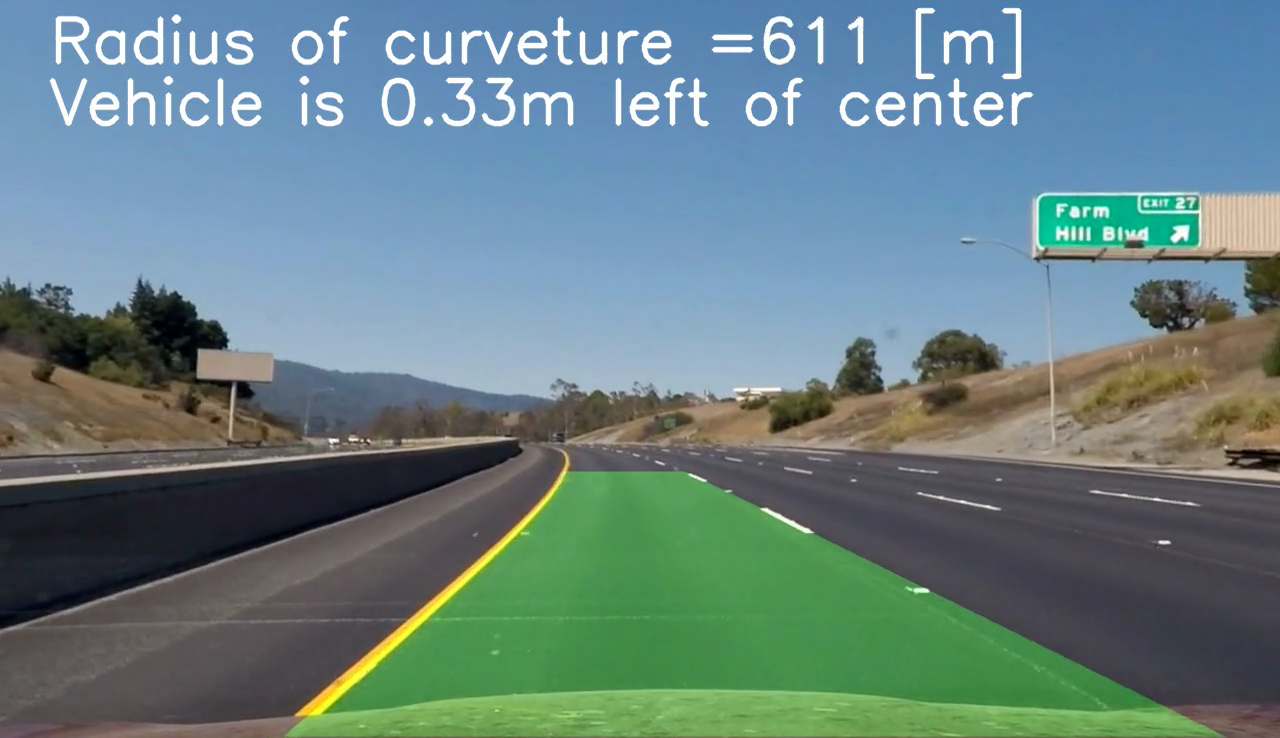 Radius of curveture =611 [m]
Vehicle is 0.33m left of center
EXIT 27
Farm
Hill Blvd